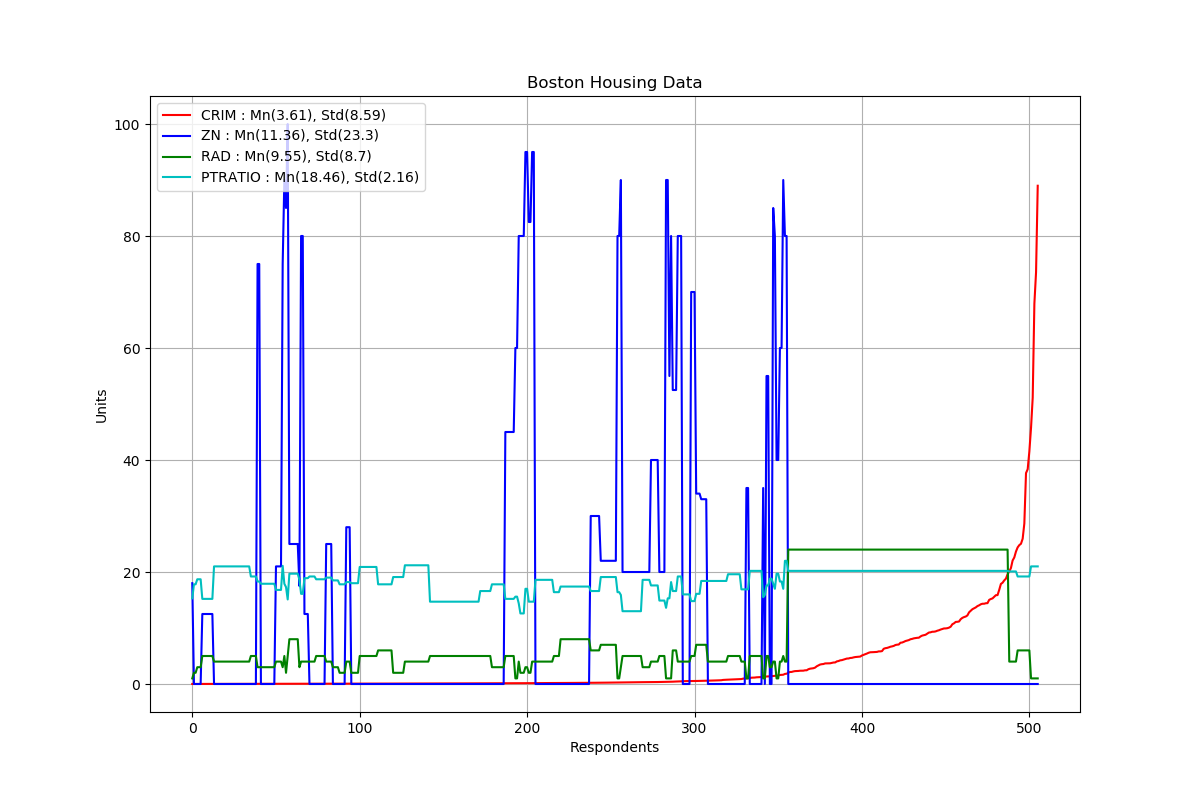 Boston Housing Data
CRIM : Mn(3.61), Std(8.59)
ZN : Mn(11.36), Std(23.3)
RAD : Mn(9.55), Std(8.7)
PTRATIO : Mn(18.46), Std(2.16)
100
80
60
40
20
0
Units
0 100 200 300 400 500
Respondents